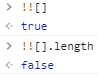 > !![]
< true
> !![].length
< false